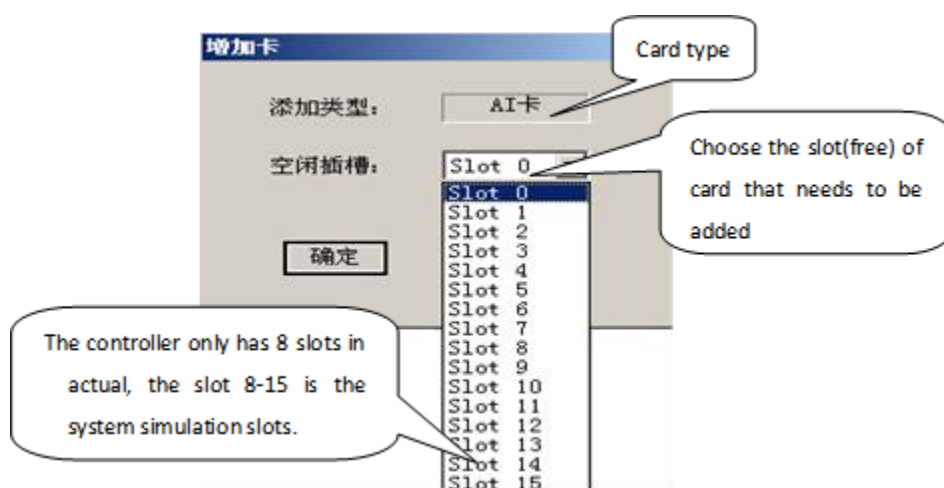 增加卡
Card type
添加类型：
AI卡
空闲插槽：
Slot 0
Choose the slot(free) of
card that needs to be
added
Slot 0
Slot 1
Slot 2
Slot 3
确定
Slot 4
Slot 5
Slot 6
Slot 7
Slot 8
Slot 9
Slot 10
Slot 11
Slot 12
Slot 13
Slot 14
Slot 15
The controller only has 8 slots in
actual, the slot 8-15 is the
system simulation slots.